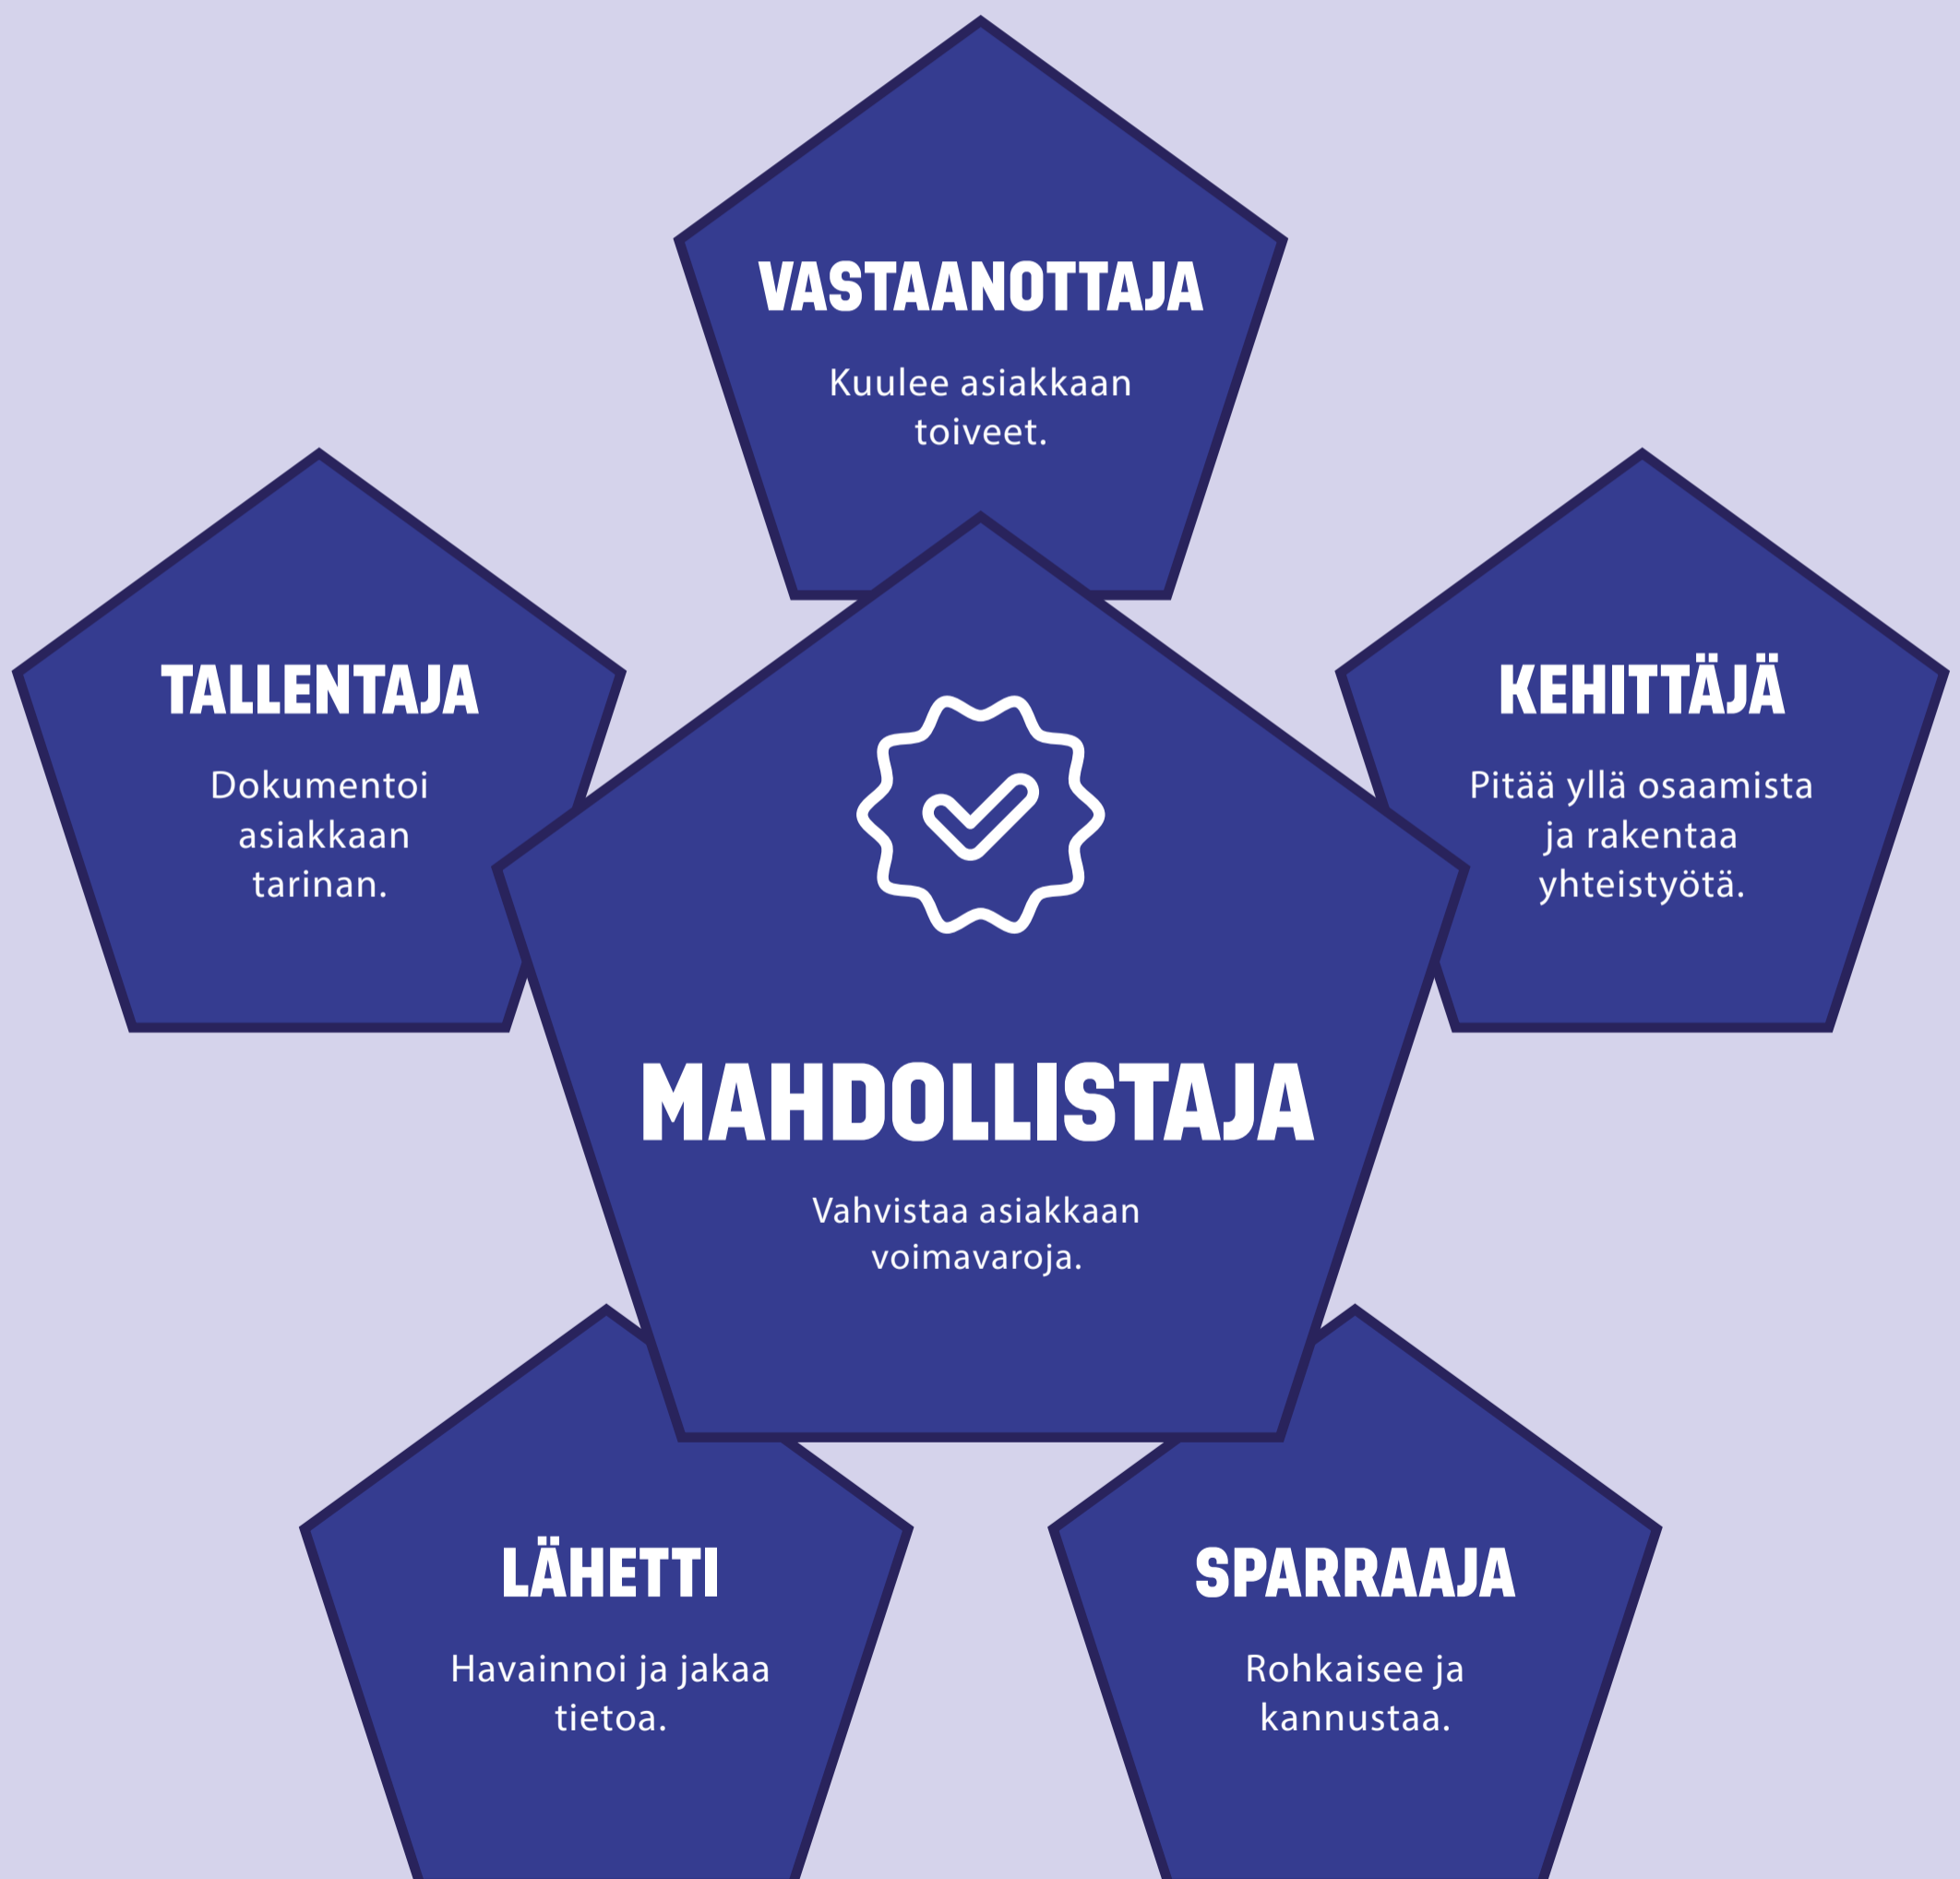 VASTAANOTTAJA
Kuulee asiakkaan
toiveet.
TALLENTAJA
Dokumentoi
asiakkaan
tarinan.
KEHITTÄJÄ
Pitää yllä osaamista
ja rakentaa
yhteistyötä.
MAHDOLLISTAJA
Vahvistaa asiakkaan
voimavaroja.
LÄHETTI
Havainnoi ja jakaa
tietoa.
SPARRAAJA
Rohkaisee ja
kannustaa.